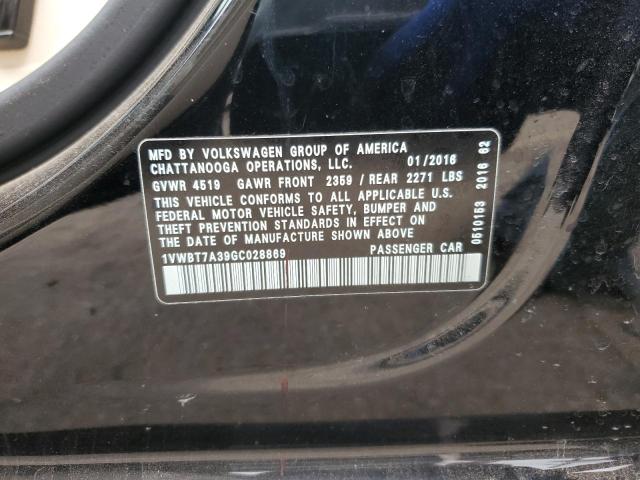 MFD BY VOLKSWAGEN GROUP OF AMERICA
CHATTANOOGA OPERATIONS, LLC. 01/2016
GVWR 4519 GAWR FRONT 2359 / REAR 2271 LBS
THIS VEHICLE CONFORMS TO ALL APPLICABLE U.S.
FEDERAL MOTOR VEHICLE SAFETY, BUMPER AND
THEFT PREVENTION STANDARDS IN EFFECT ON THE
DATE OF MANUFACTURE SHOWN ABOVE
1VWBT7A39GC028869 PASSENGER CAR
0510153 2016 62